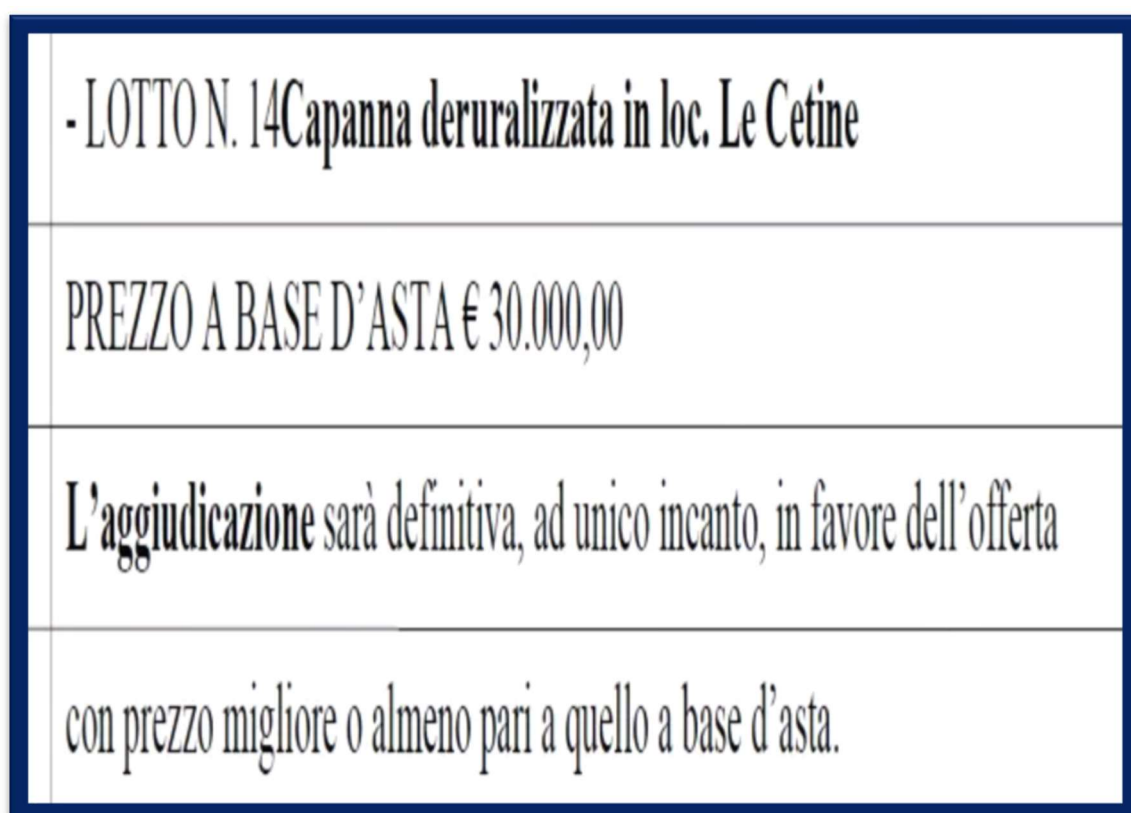 - LOTTO N. 14Capanna deruralizzata in loc. Le Cetine
PREZZO A BASE D’ASTA € 30.000,00
L’aggiudicazione sarà definitiva, ad unico incanto, in favore dell’offerta
con prezzo migliore o almeno pari a quello a base d’asta.